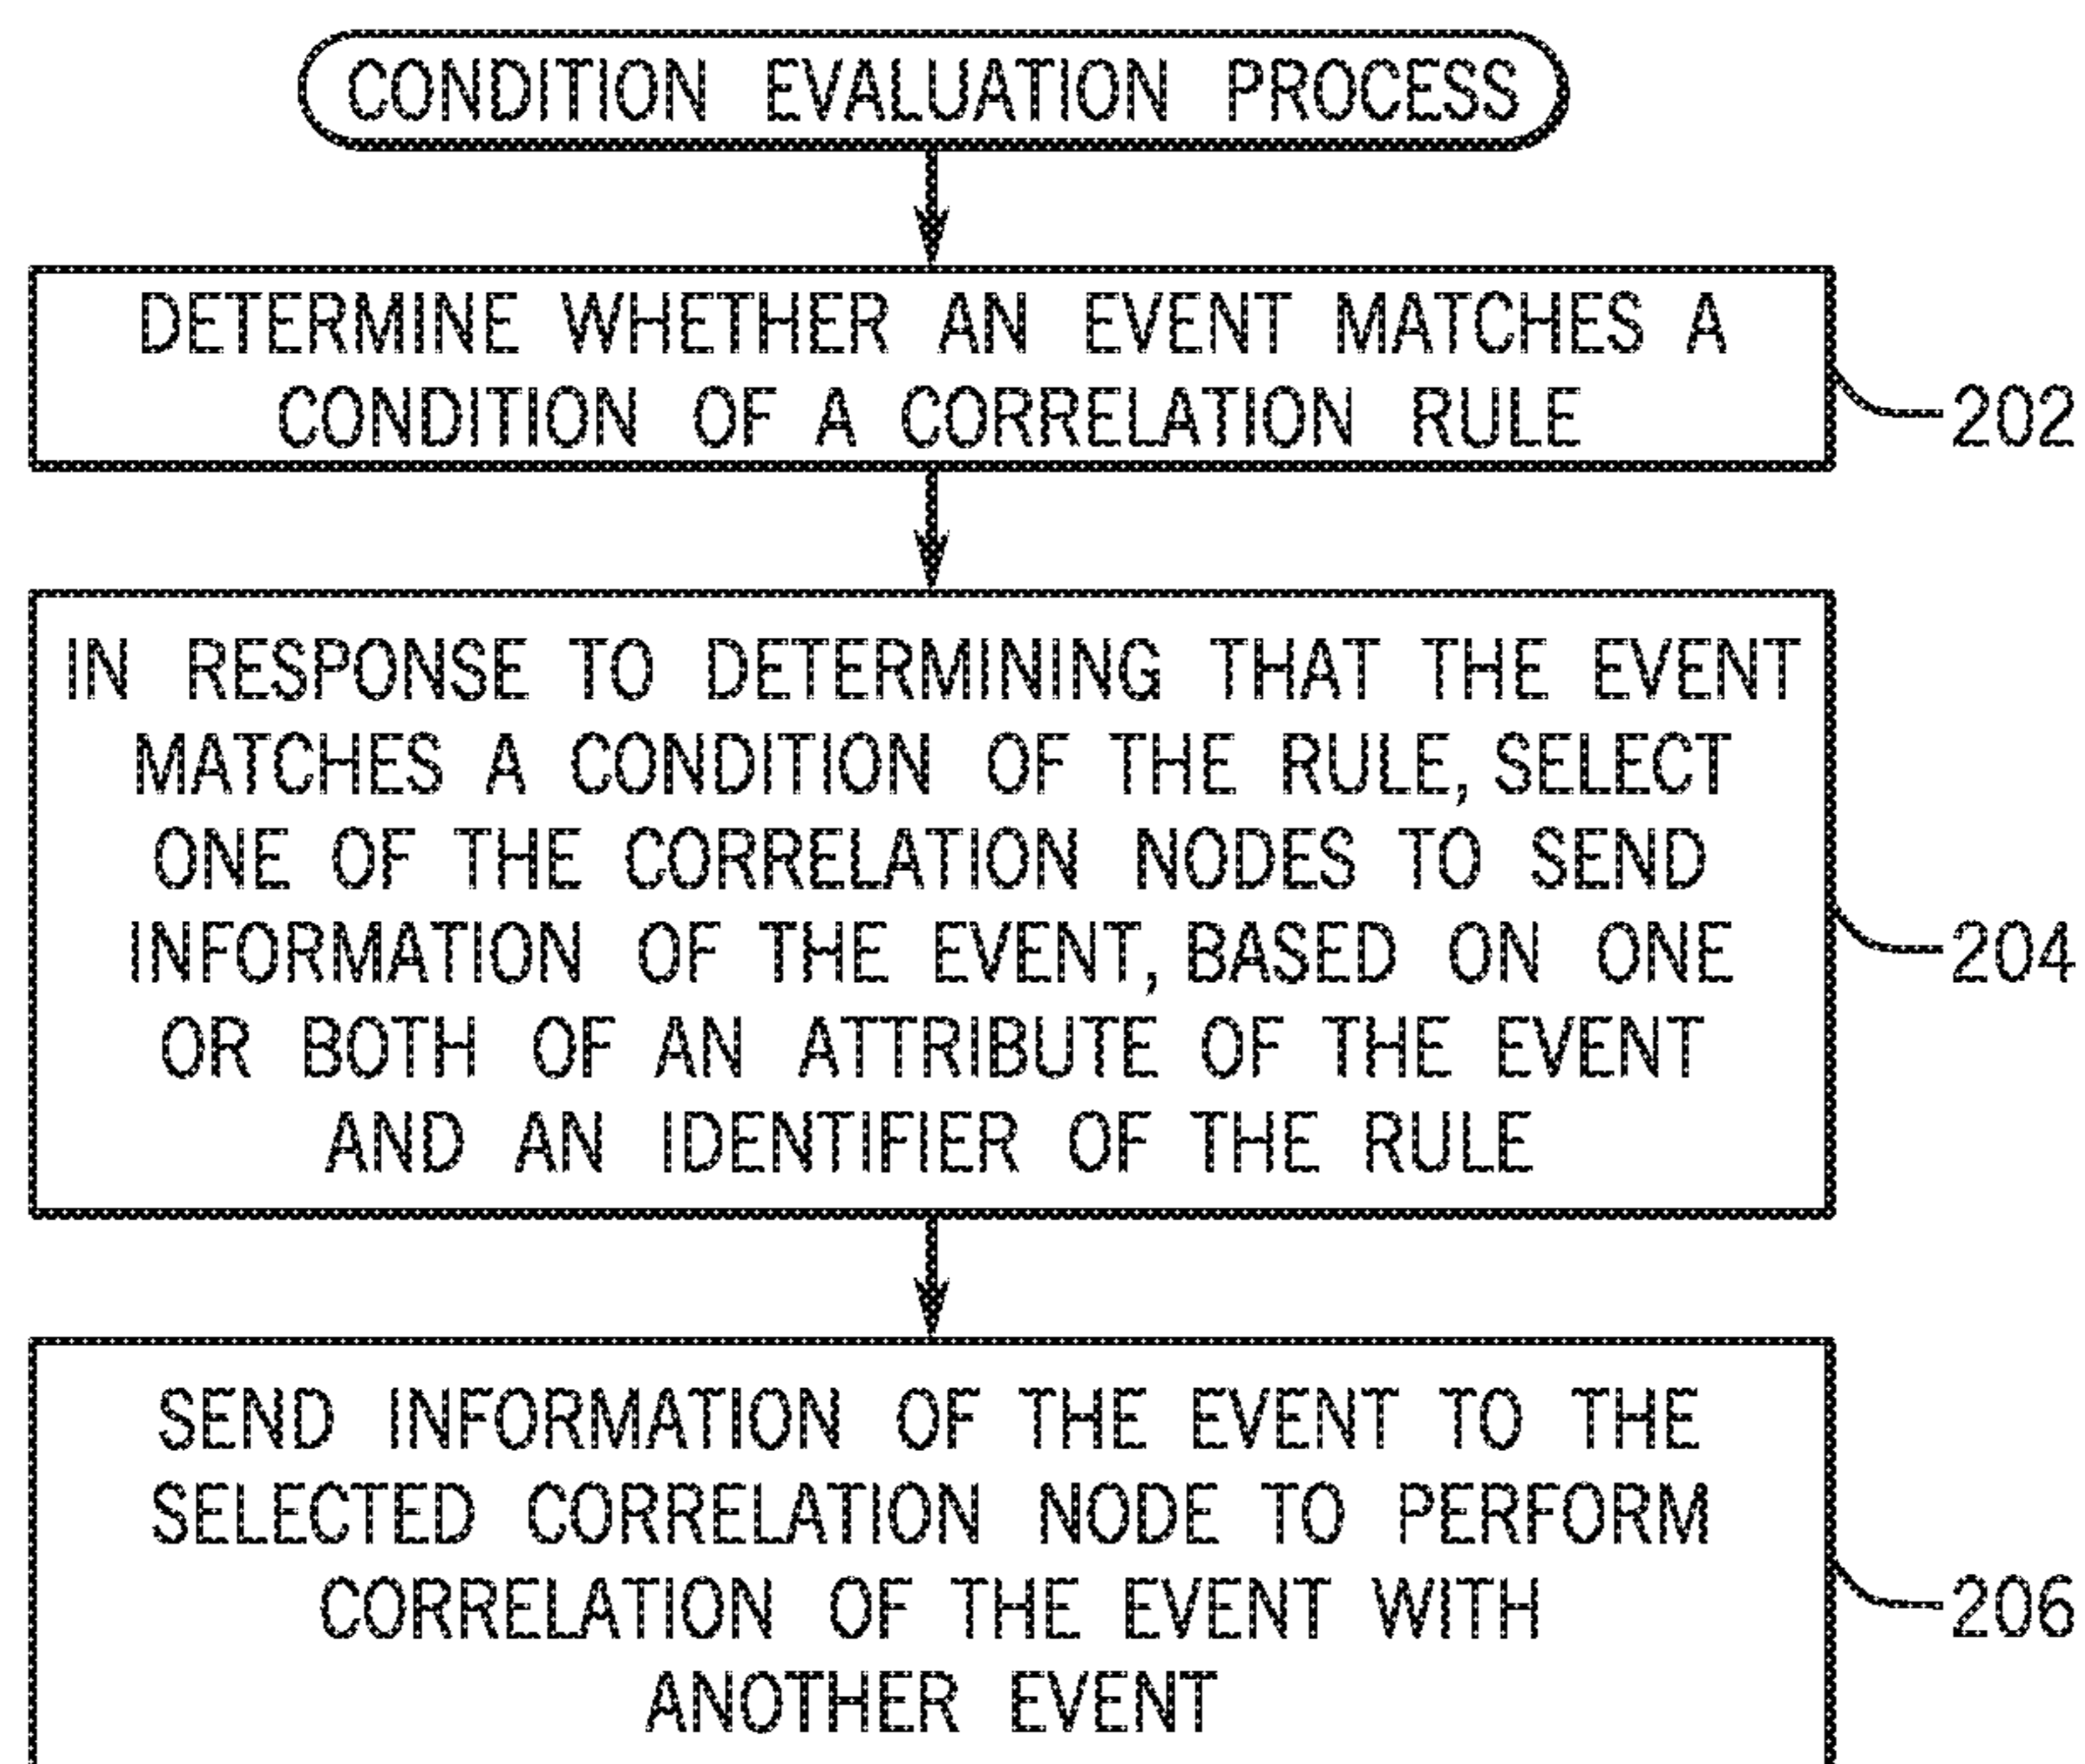 CONDITION EVALUATION PROCESS
DETERMINE WHETHER AN EVENT MATCHES A
CONDITION OF A CORRELATION RULE
202
IN RESPONSE TO DETERMINING THAT THE EVENT
MATCHES A CONDITION OF THE RULE, SELECT
ONE OF THE CORRELATION NODES TO SEND
INFORMATION OF THE EVENT, BASED ON ONE
OR BOTH OF AN ATTRIBUTE OF THE EVENT
AND AN IDENTIFIER OF THE RULE
204
SEND INFORMATION OF THE EVENT TO THE
SELECTED CORRELATION NODE TO PERFORM
CORRELATION OF THE EVENT WITH
ANOTHER EVENT
206